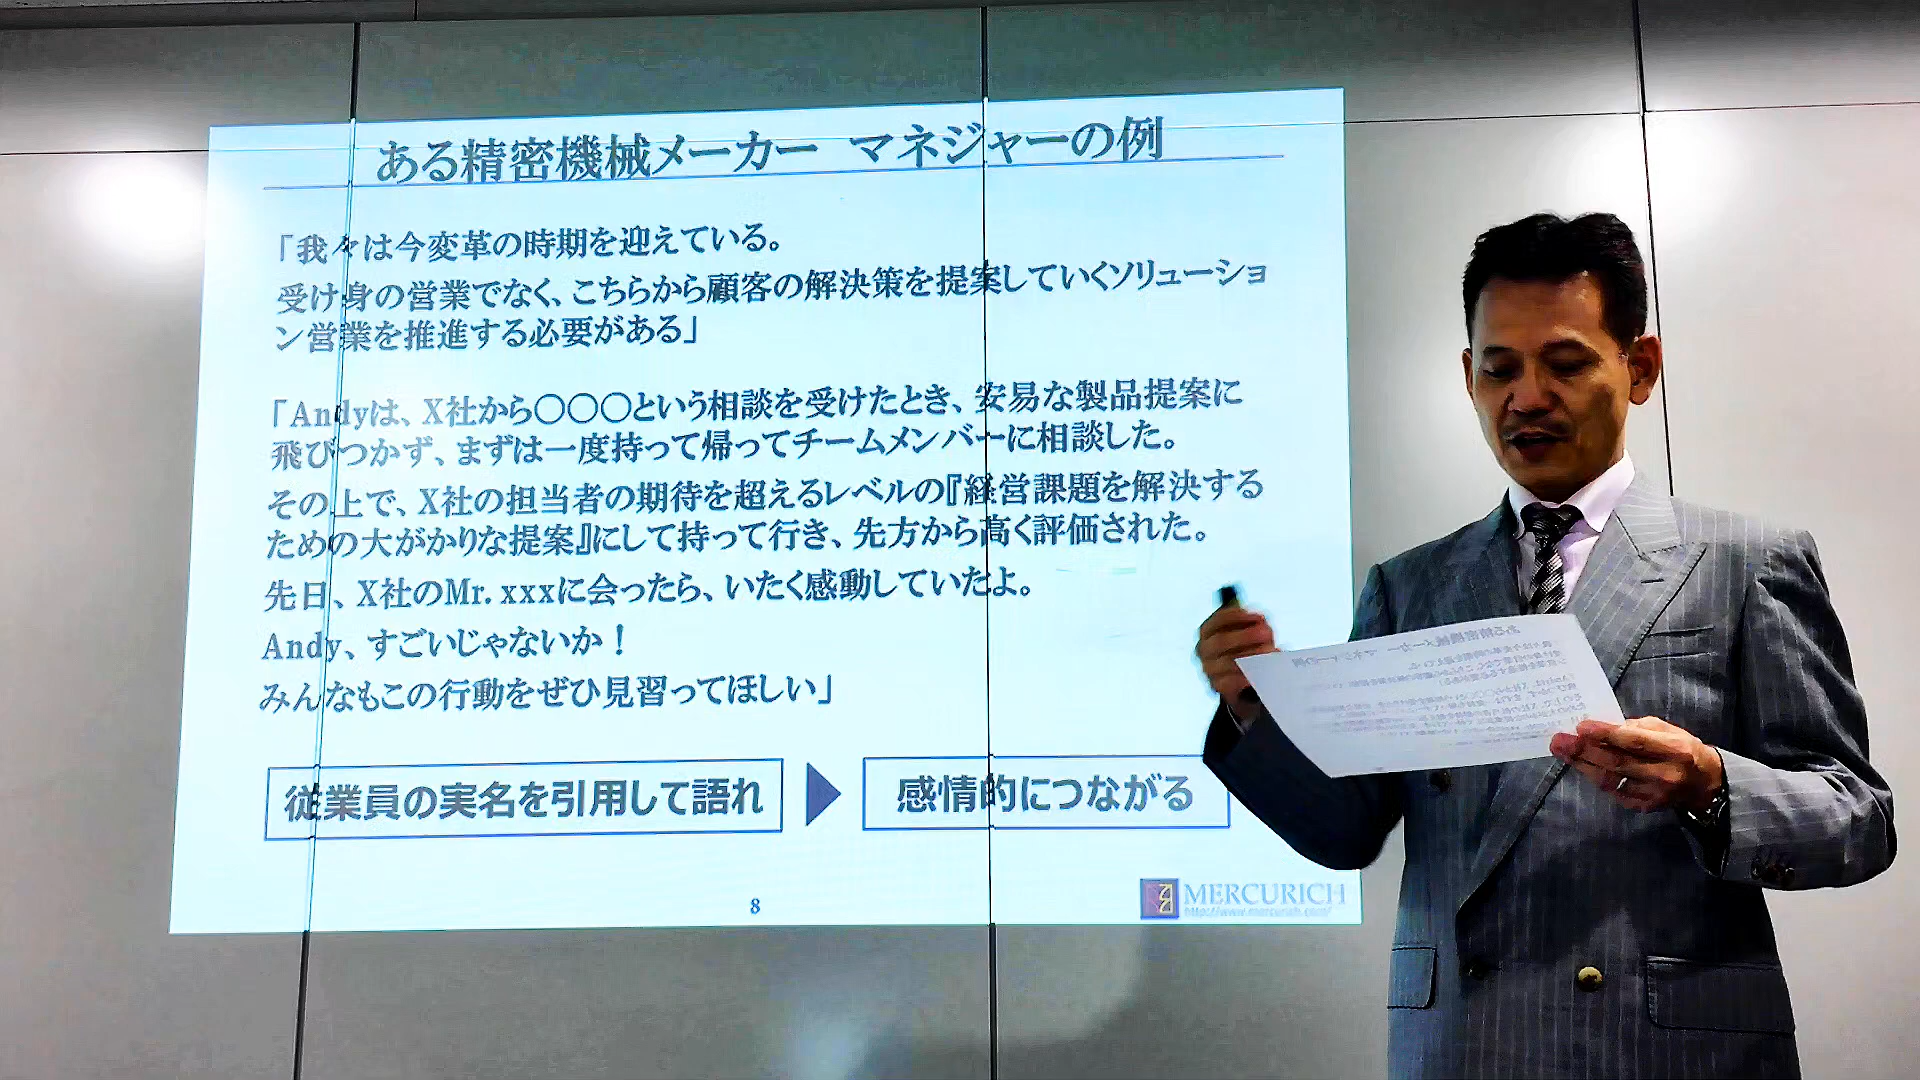 ある精密機械メーカー マネジャーの例
「我々は今変革の時期を迎えている。
受け身の営業でなく、こちらから顧客の解決策を提案していくソリューショ
ン営業を推進する必要がある」
「Andyは、X社から〇〇〇という相談を受けたとき、安易な製品提案に
飛びつかず、まずは一度持って帰ってチームメンバーに相談した。
その上で、X社の担当者の期待を超えるレベルの『経営課題を解決する
ための大がかりな提案』にして持って行き、先方から高く評価された。
先日、X社のMr. xxxに会ったら、いたく感動していたよ。
Andy、すごいじゃないか！
みんなもこの行動をぜひ見習ってほしい」
従業員の実名を引用して語れ
感情的につながる
8
MERCURICH
http://www.mercurich.com/